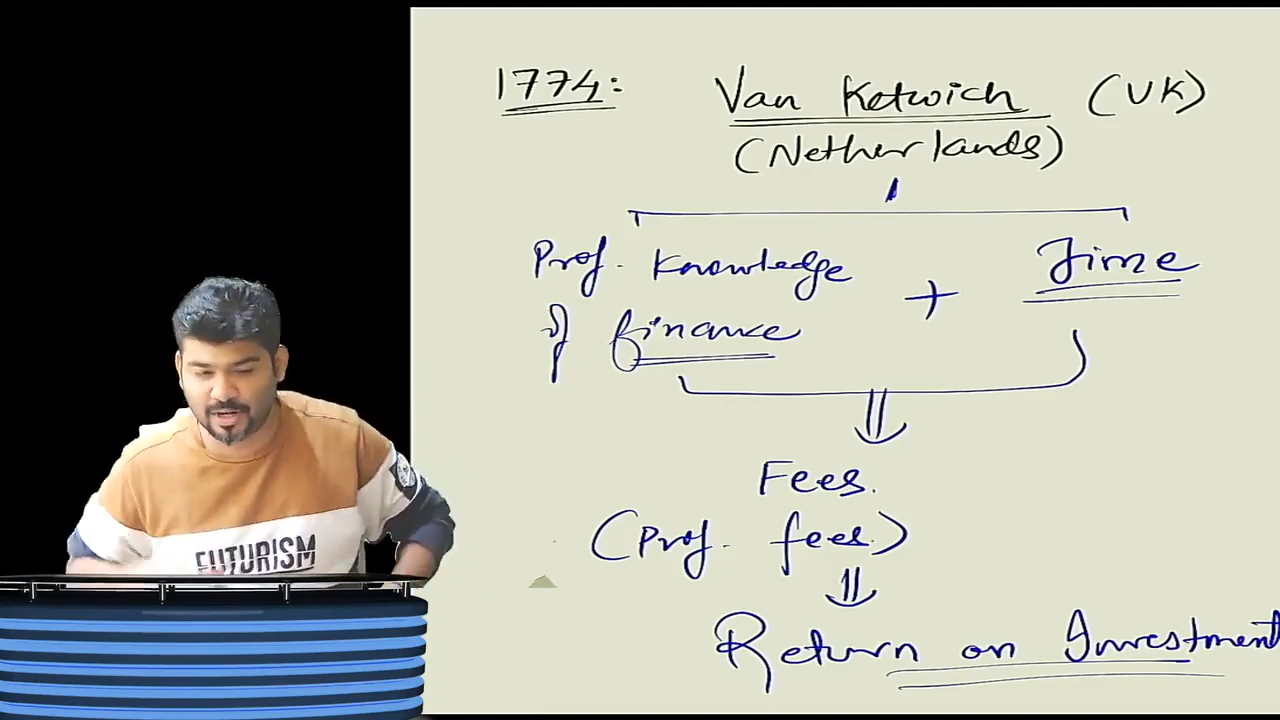 1774: Van Ketwich (UK)
(Netherlands)
Prof. Knowledge + Time
of finance
Fees.
(Prof. fees.)
Return on Investment
FUTURISM